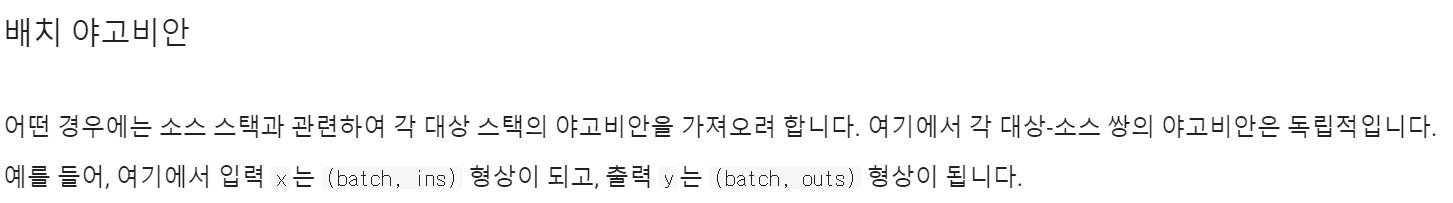 배치 야고비안
어떤 경우에는 소스 스택과 관련하여 각 대상 스택의 야고비안을 가져오려 합니다. 여기에서 각 대상-소스 쌍의 야고비안은 독립적입니다.
예를 들어, 여기에서 입력 x는 (batch, ins) 형상이 되고, 출력 y는 (batch, outs) 형상이 됩니다.